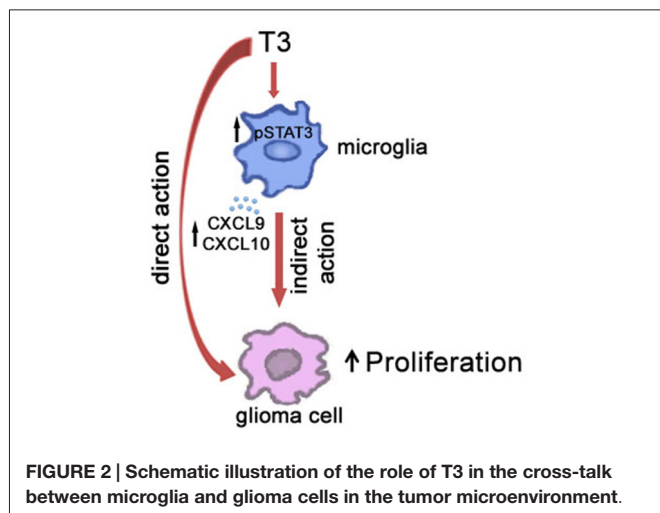 T3
pSTAT3
microglia
CXCL9
CXCL10
direct action
indirect
action
Proliferation
glioma cell
FIGURE 2 | Schematic illustration of the role of T3 in the cross-talk
between microglia and glioma cells in the tumor microenvironment.